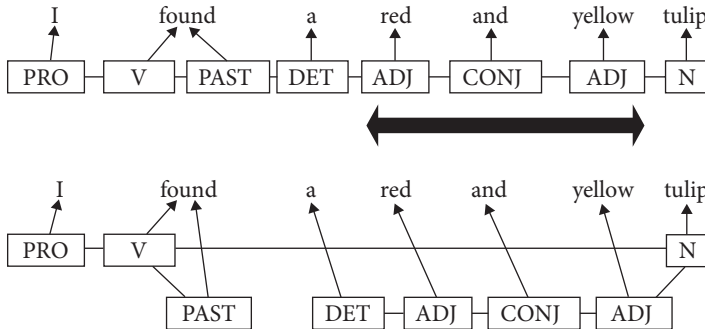 I found a red and yellow tulip
PRO V PAST DET ADJ CONJ ADJ N
I found a red and yellow tulip
PRO V N
PAST DET ADJ CONJ ADJ